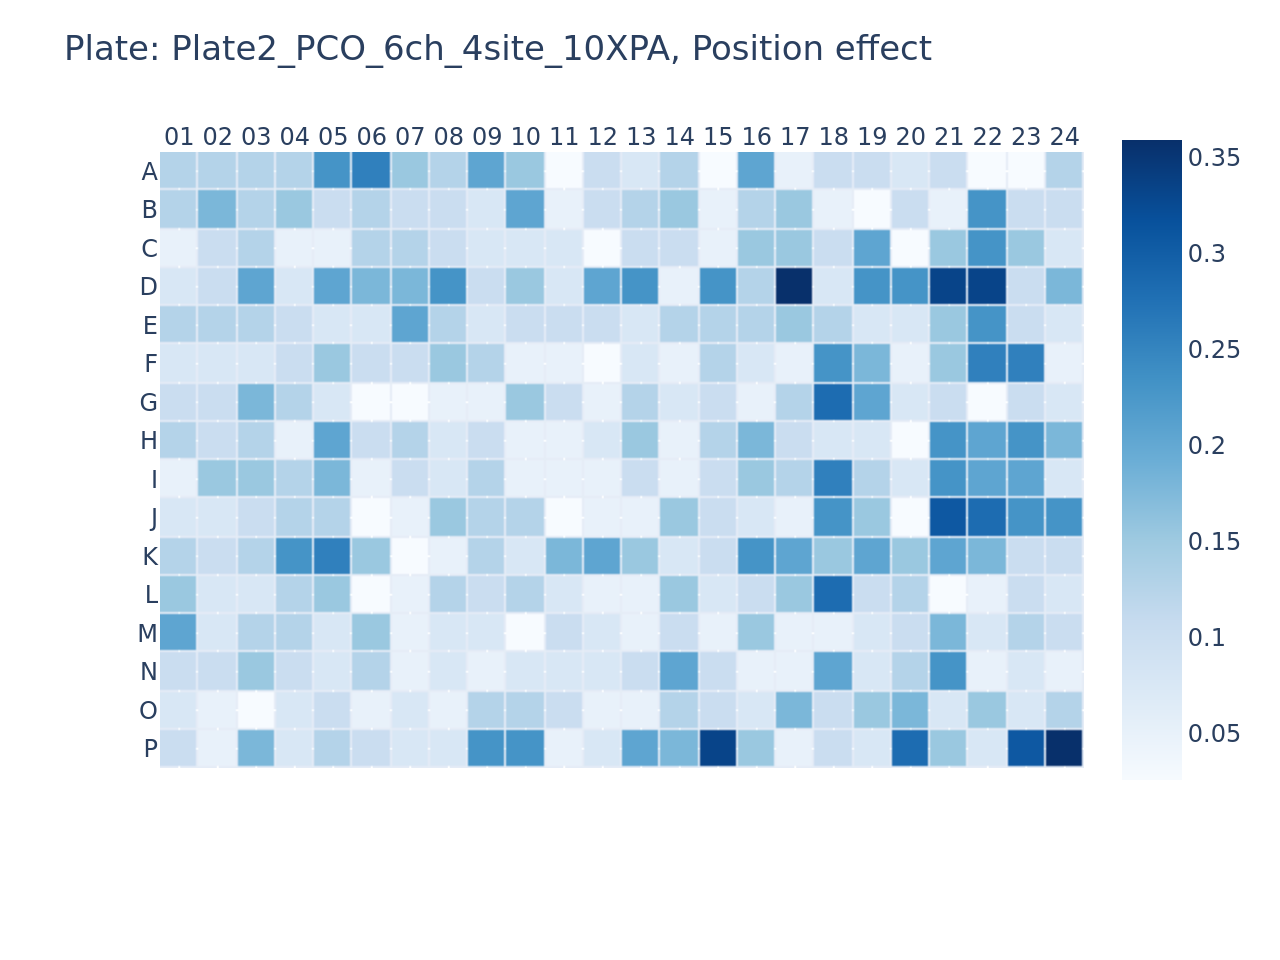 Plate: Plate2_PCO_6ch_4site_10XPA, Position effect
01 02 03 04 05 06 07 08 09 10 11 12 13 14 15 16 17 18 19 20 21 22 23 24
A
B
C
D
E
F
G
H
I
J
K
L
M
N
O
P
0.35
0.3
0.25
0.2
0.15
0.1
0.05